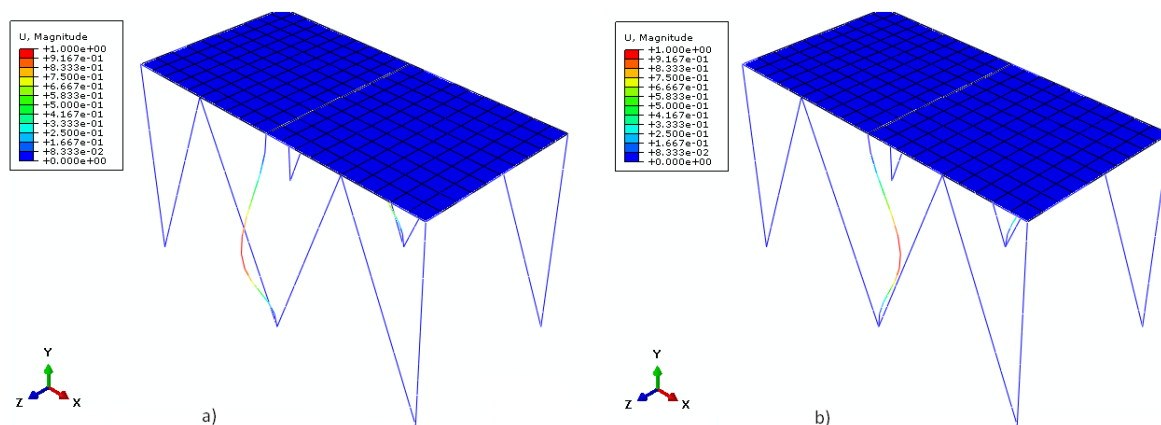 U, Magnitude
+1.000e+00
+9.167e-01
+8.333e-01
+7.500e-01
+6.667e-01
+5.833e-01
+5.000e-01
+4.167e-01
+3.333e-01
+2.500e-01
+1.667e-01
+8.333e-02
+0.000e+00
Y
Z
X
a)
U, Magnitude
+1.000e+00
+9.167e-01
+8.333e-01
+7.500e-01
+6.667e-01
+5.833e-01
+5.000e-01
+4.167e-01
+3.333e-01
+2.500e-01
+1.667e-01
+8.333e-02
+0.000e+00
Y
Z
X
b)